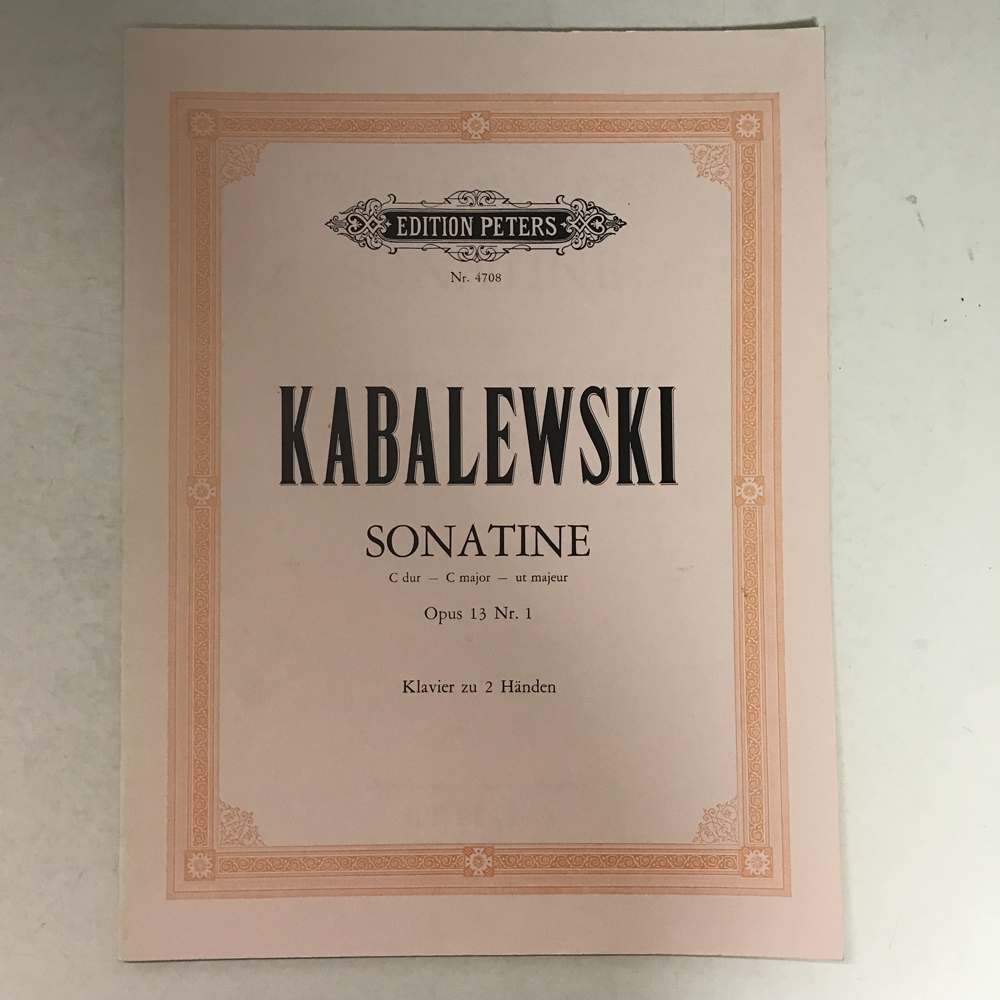 EDITION PETERS
Nr. 4708
KABALEWSKI
SONATINE
C dur — C major — ut majeur
Opus 13 Nr. 1
Klavier zu 2 Händen